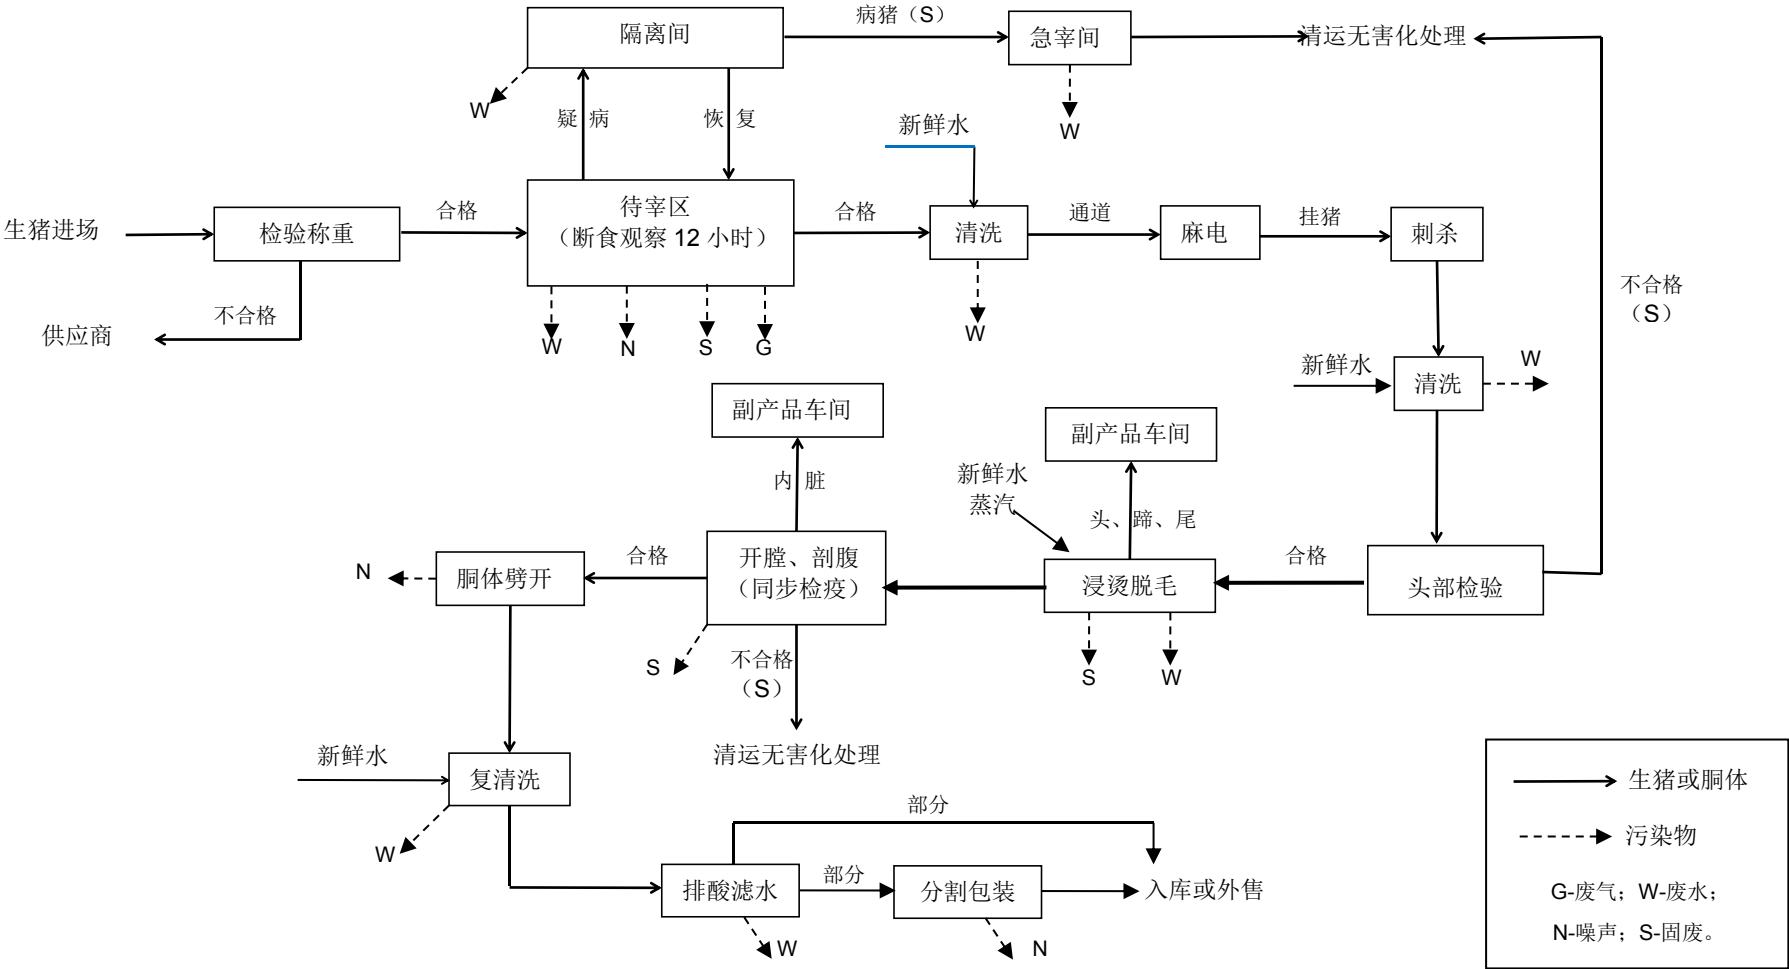 隔离间
病猪（S）
急宰间
清运无害化处理
W
疑 病
恢 复
新鲜水
W
生猪进场
检验称重
合格
待宰区
（断食观察 12 小时）
合格
清洗
通道
麻电
挂猪
刺杀
不合格
（S）
不合格
供应商
W
N
S
G
W
新鲜水
清洗
W
副产品车间
副产品车间
内 脏
新鲜水
蒸汽
头、蹄、尾
N
胴体劈开
合格
开膛、剖腹
（同步检疫）
浸烫脱毛
合格
头部检验
S
不合格
（S）
S
W
清运无害化处理
新鲜水
复清洗
W
部分
排酸滤水
部分
分割包装
入库或外售
W
N
生猪或胴体
污染物
G-废气；W-废水；
N-噪声；S-固废。